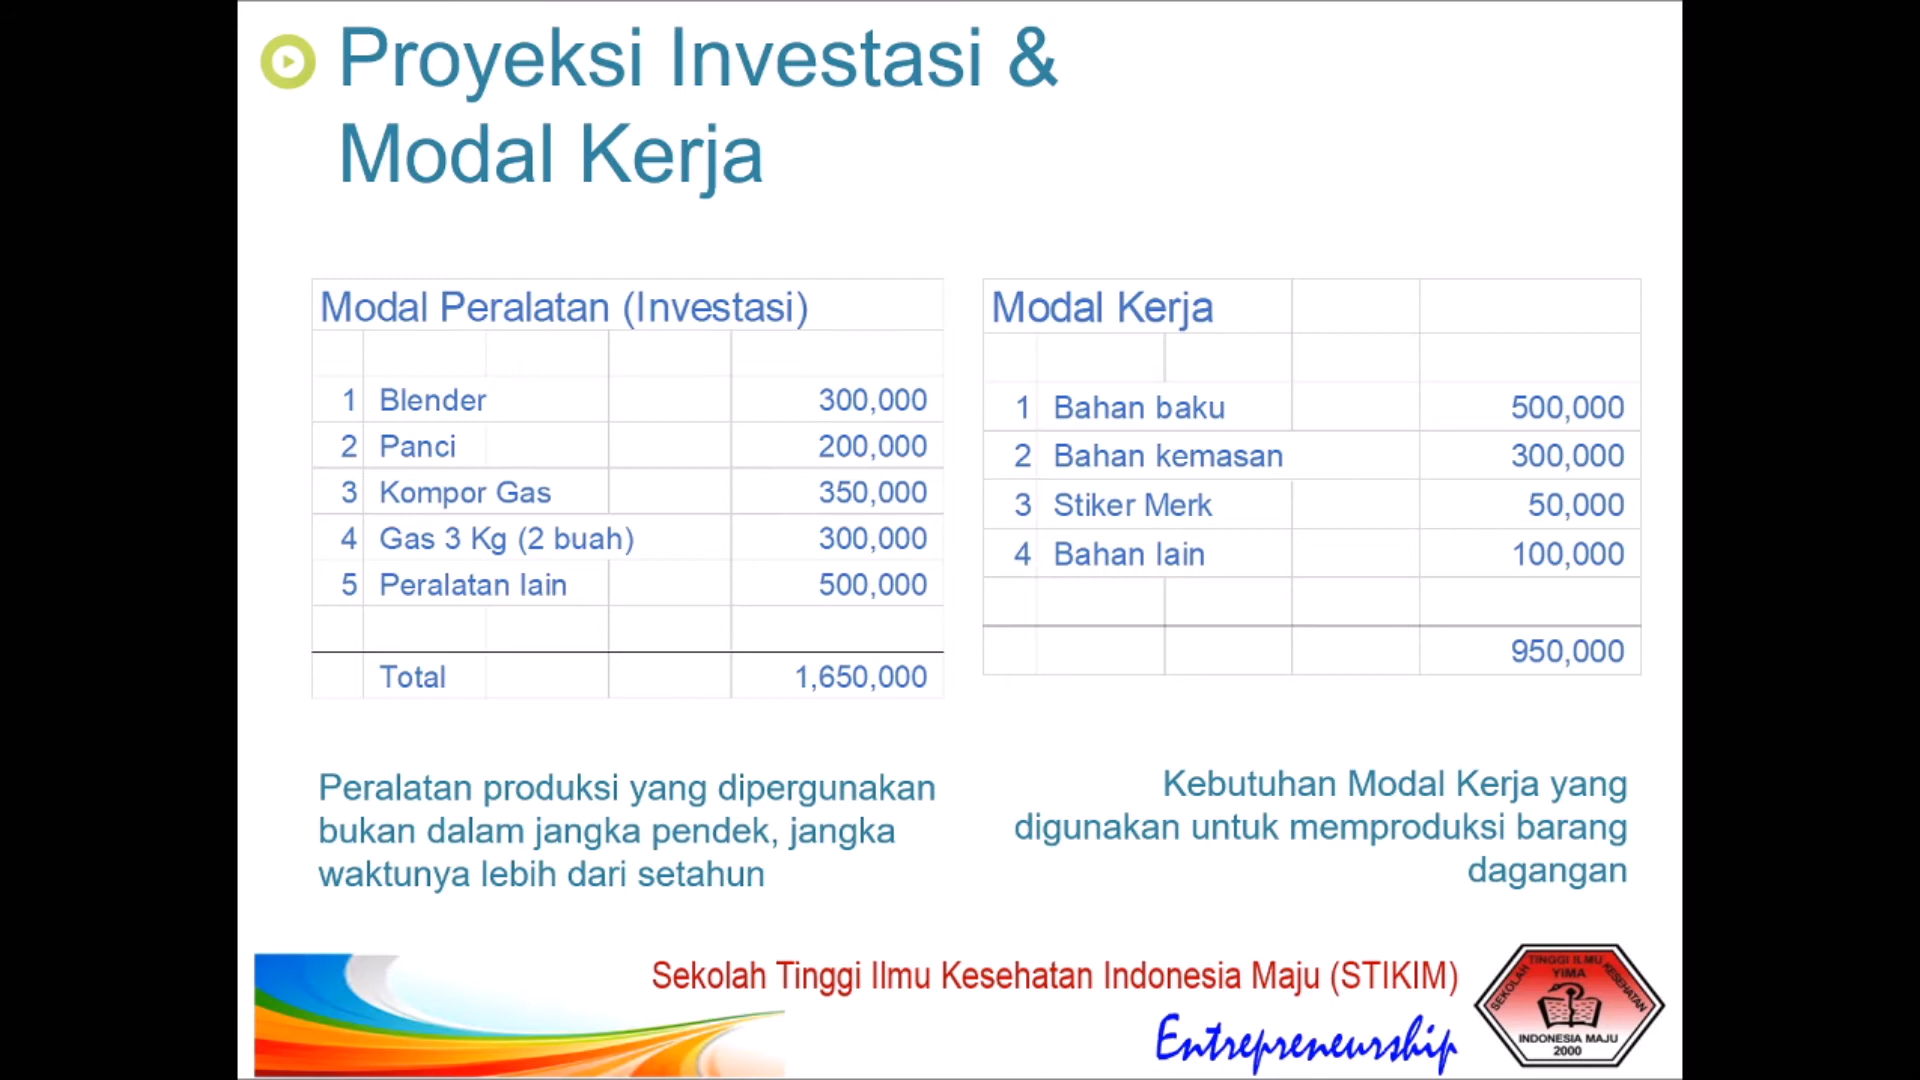 Proyeksi Investasi &
Modal Kerja
Modal Peralatan (Investasi)
1 Blender 300,000
2 Panci 200,000
3 Kompor Gas 350,000
4 Gas 3 Kg (2 buah) 300,000
5 Peralatan lain 500,000
Total 1,650,000
Modal Kerja
1 Bahan baku 500,000
2 Bahan kemasan 300,000
3 Stiker Merk 50,000
4 Bahan lain 100,000
950,000
Peralatan produksi yang dipergunakan
bukan dalam jangka pendek, jangka
waktunya lebih dari setahun
Kebutuhan Modal Kerja yang
digunakan untuk memproduksi barang
dagangan
Sekolah Tinggi Ilmu Kesehatan Indonesia Maju (STIKIM)
Entrepreneurship
SEKOLAH TINGGI ILMU KESEHATAN
YIMA
INDONESIA MAJU
2000